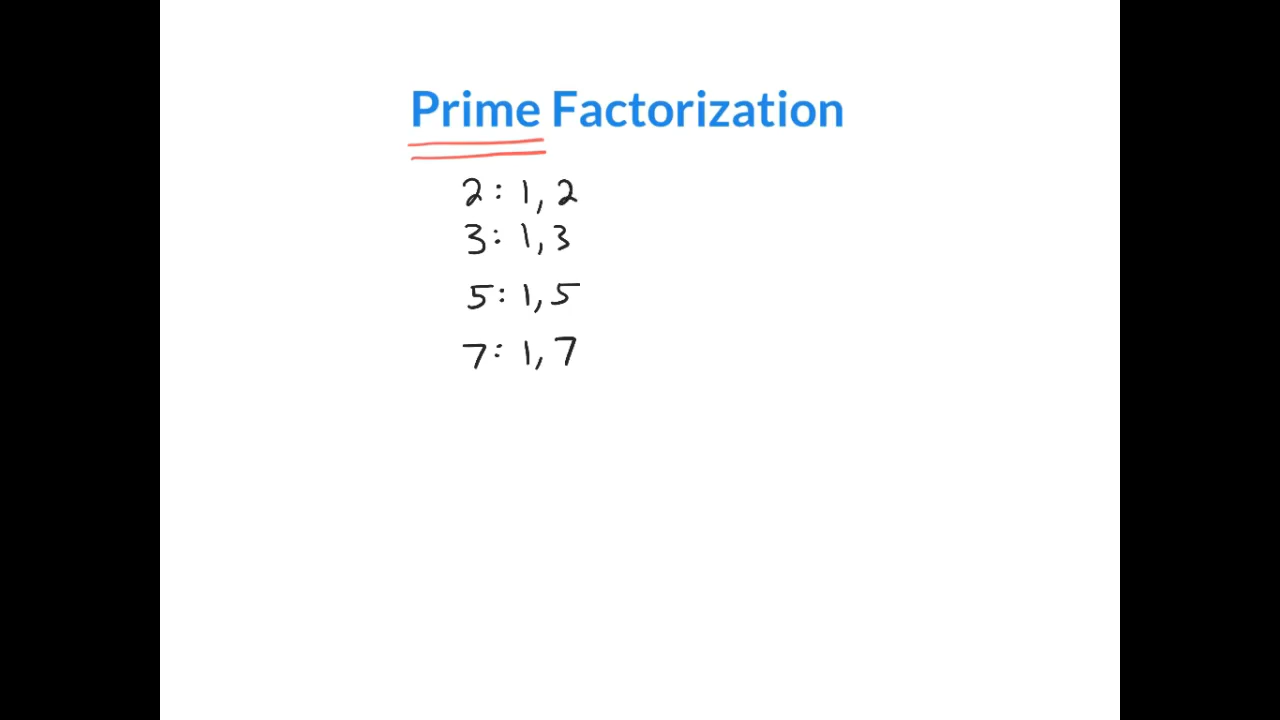 Prime Factorization
2: 1, 2
3: 1, 3
5: 1, 5
7: 1, 7